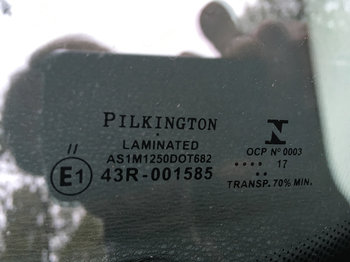 PILKINGTON
LAMINATED
AS1M1250DOT682
43R-001585
E1
N
OCP Nº 0003
.... 17
..
TRANSP. 70% MIN.